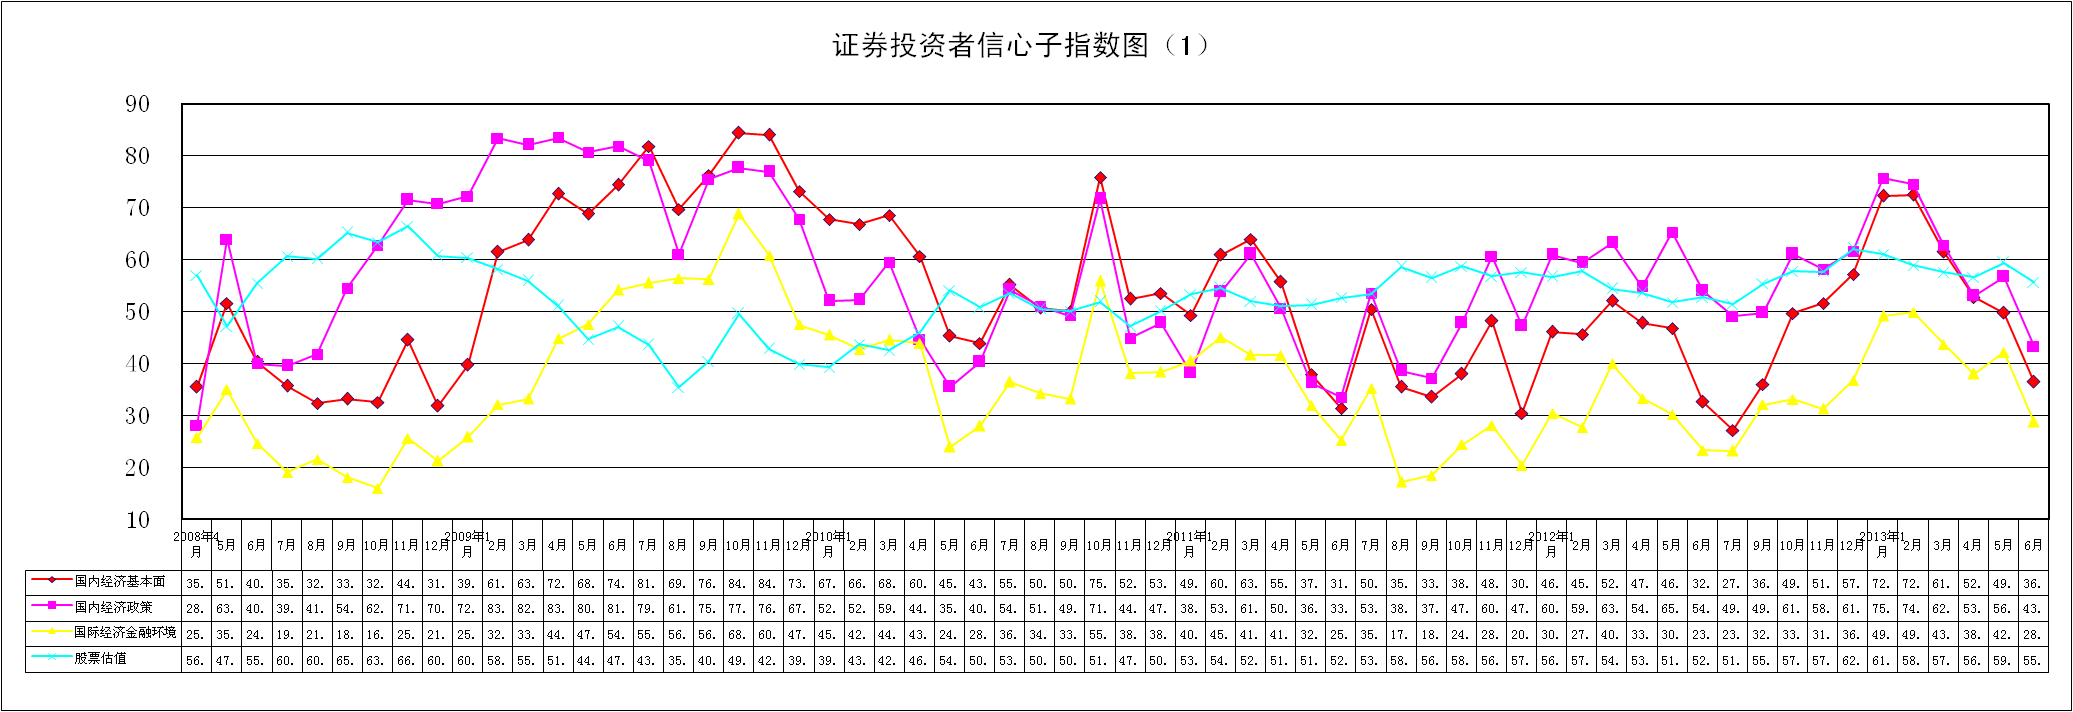 证券投资者信心子指数图（1）
90
80
70
60
50
40
30
20
10
2008年4月 5月 6月 7月 8月 9月 10月 11月 12月 2009年1月 2月 3月 4月 5月 6月 7月 8月 9月 10月 11月 12月 2010年1月 2月 3月 4月 5月 6月 7月 8月 9月 10月 11月 12月 2011年1月 2月 3月 4月 5月 6月 7月 8月 9月 10月 11月 12月 2012年1月 2月 3月 4月 5月 6月 7月 8月 9月 10月 11月 12月 2013年1月 2月 3月 4月 5月 6月
国内经济基本面 35. 51. 40. 35. 32. 33. 32. 44. 31. 39. 61. 63. 72. 68. 74. 81. 69. 76. 84. 84. 73. 67. 66. 68. 60. 45. 43. 55. 50. 50. 75. 52. 53. 49. 60. 63. 55. 37. 31. 50. 35. 33. 38. 48. 30. 46. 45. 52. 47. 46. 32. 27. 36. 49. 51. 57. 72. 72. 61. 52. 49. 36.
国内经济政策 28. 63. 40. 39. 41. 54. 62. 71. 70. 72. 83. 82. 83. 80. 81. 79. 61. 75. 77. 76. 67. 52. 52. 59. 44. 35. 40. 54. 51. 49. 71. 44. 47. 38. 53. 61. 50. 36. 33. 53. 38. 37. 47. 60. 47. 60. 59. 63. 54. 65. 54. 49. 49. 61. 58. 61. 75. 74. 62. 53. 56. 43.
国际经济金融环境 25. 35. 24. 19. 21. 18. 16. 25. 21. 25. 32. 33. 44. 47. 54. 55. 56. 56. 68. 60. 47. 45. 42. 44. 43. 24. 28. 36. 34. 33. 55. 38. 38. 40. 45. 41. 41. 32. 25. 35. 17. 18. 24. 28. 20. 30. 27. 40. 33. 30. 23. 23. 32. 33. 31. 36. 49. 49. 43. 38. 42. 28.
股票估值 56. 47. 55. 60. 60. 65. 63. 66. 60. 60. 58. 55. 51. 44. 47. 43. 35. 40. 49. 42. 39. 39. 43. 42. 46. 54. 50. 53. 50. 50. 51. 47. 50. 53. 54. 52. 51. 51. 52. 53. 58. 56. 58. 56. 57. 56. 57. 54. 53. 51. 52. 51. 55. 57. 57. 62. 61. 58. 57. 56. 59. 55.